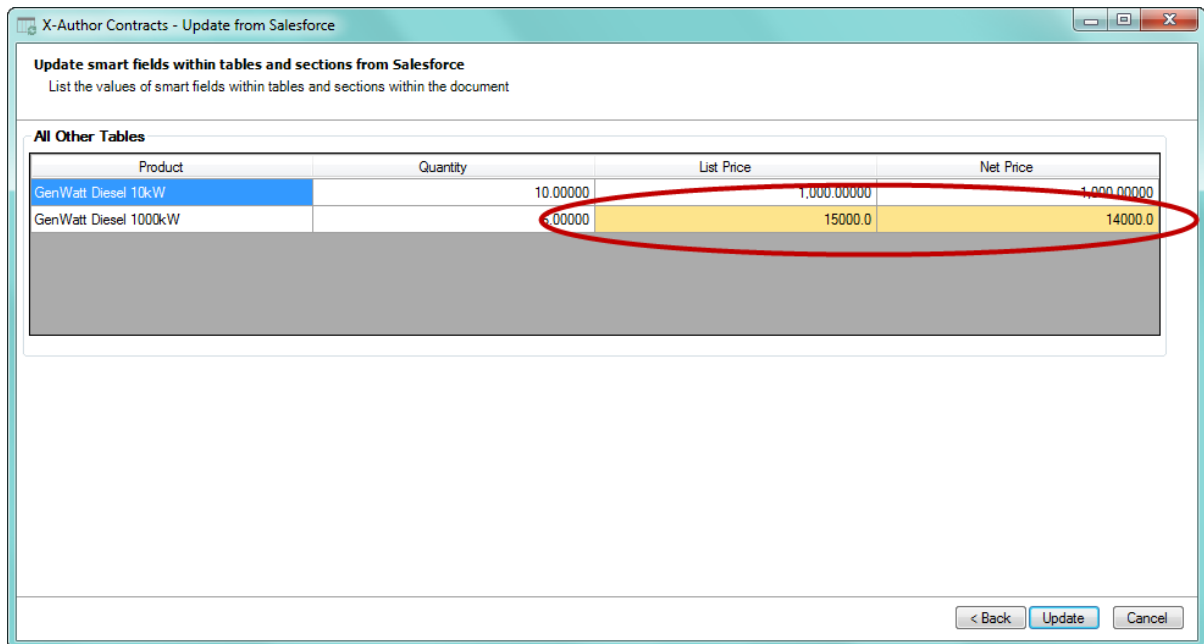 X-Author Contracts - Update from Salesforce
Update smart fields within tables and sections from Salesforce
List the values of smart fields within tables and sections within the document
All Other Tables
Product Quantity List Price Net Price
GenWatt Diesel 10kW 10.00000 1,000.00000 1,000.00000
GenWatt Diesel 1000kW 15000.0 14000.0
< Back Update Cancel